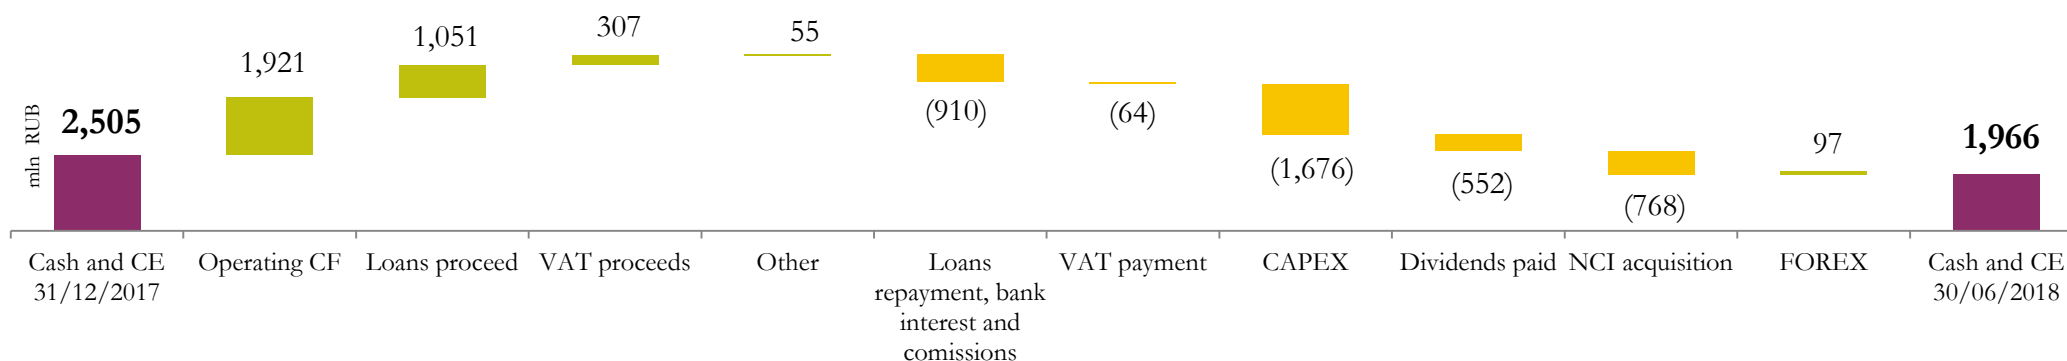 mln RUB
2,505
1,921
1,051
307
55
(910)
(64)
(1,676)
(552)
(768)
97
1,966
Cash and CE
31/12/2017
Operating CF
Loans proceed
VAT proceeds
Other
Loans
repayment, bank
interest and
comissions
VAT payment
CAPEX
Dividends paid
NCI acquisition
FOREX
Cash and CE
30/06/2018